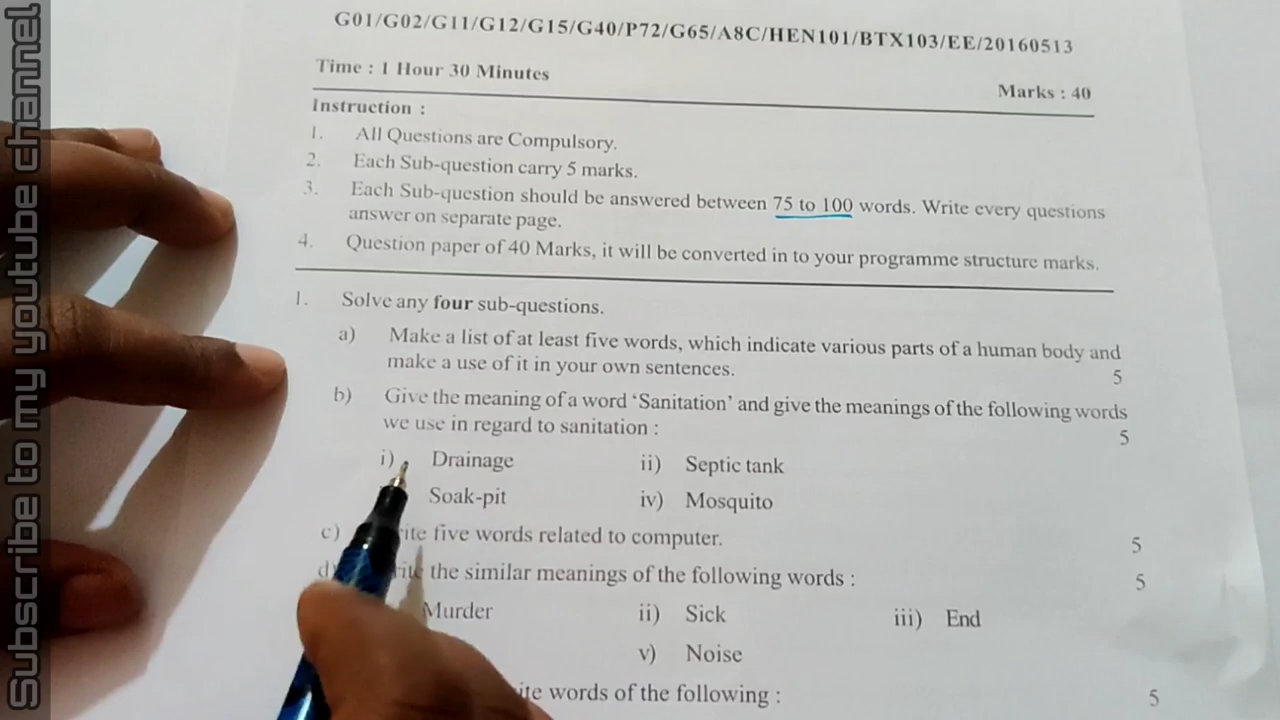 G01/G02/G11/G12/G15/G40/P72/G65/A8C/HEN101/BTX103/EE/20160513
Time : 1 Hour 30 Minutes
Marks : 40
Instruction :
1. All Questions are Compulsory.
2. Each Sub-question carry 5 marks.
3. Each Sub-question should be answered between 75 to 100 words. Write every questions
answer on separate page.
4. Question paper of 40 Marks, it will be converted in to your programme structure marks.
1. Solve any four sub-questions.
a) Make a list of at least five words, which indicate various parts of a human body and
make a use of it in your own sentences. 5
b) Give the meaning of a word ‘Sanitation’ and give the meanings of the following words
we use in regard to sanitation : 5
i) Drainage ii) Septic tank
Soak-pit iv) Mosquito
c) five words related to computer. 5
d) the similar meanings of the following words : 5
Murder ii) Sick iii) End
v) Noise
words of the following : 5
Subscribe to my youtube channel